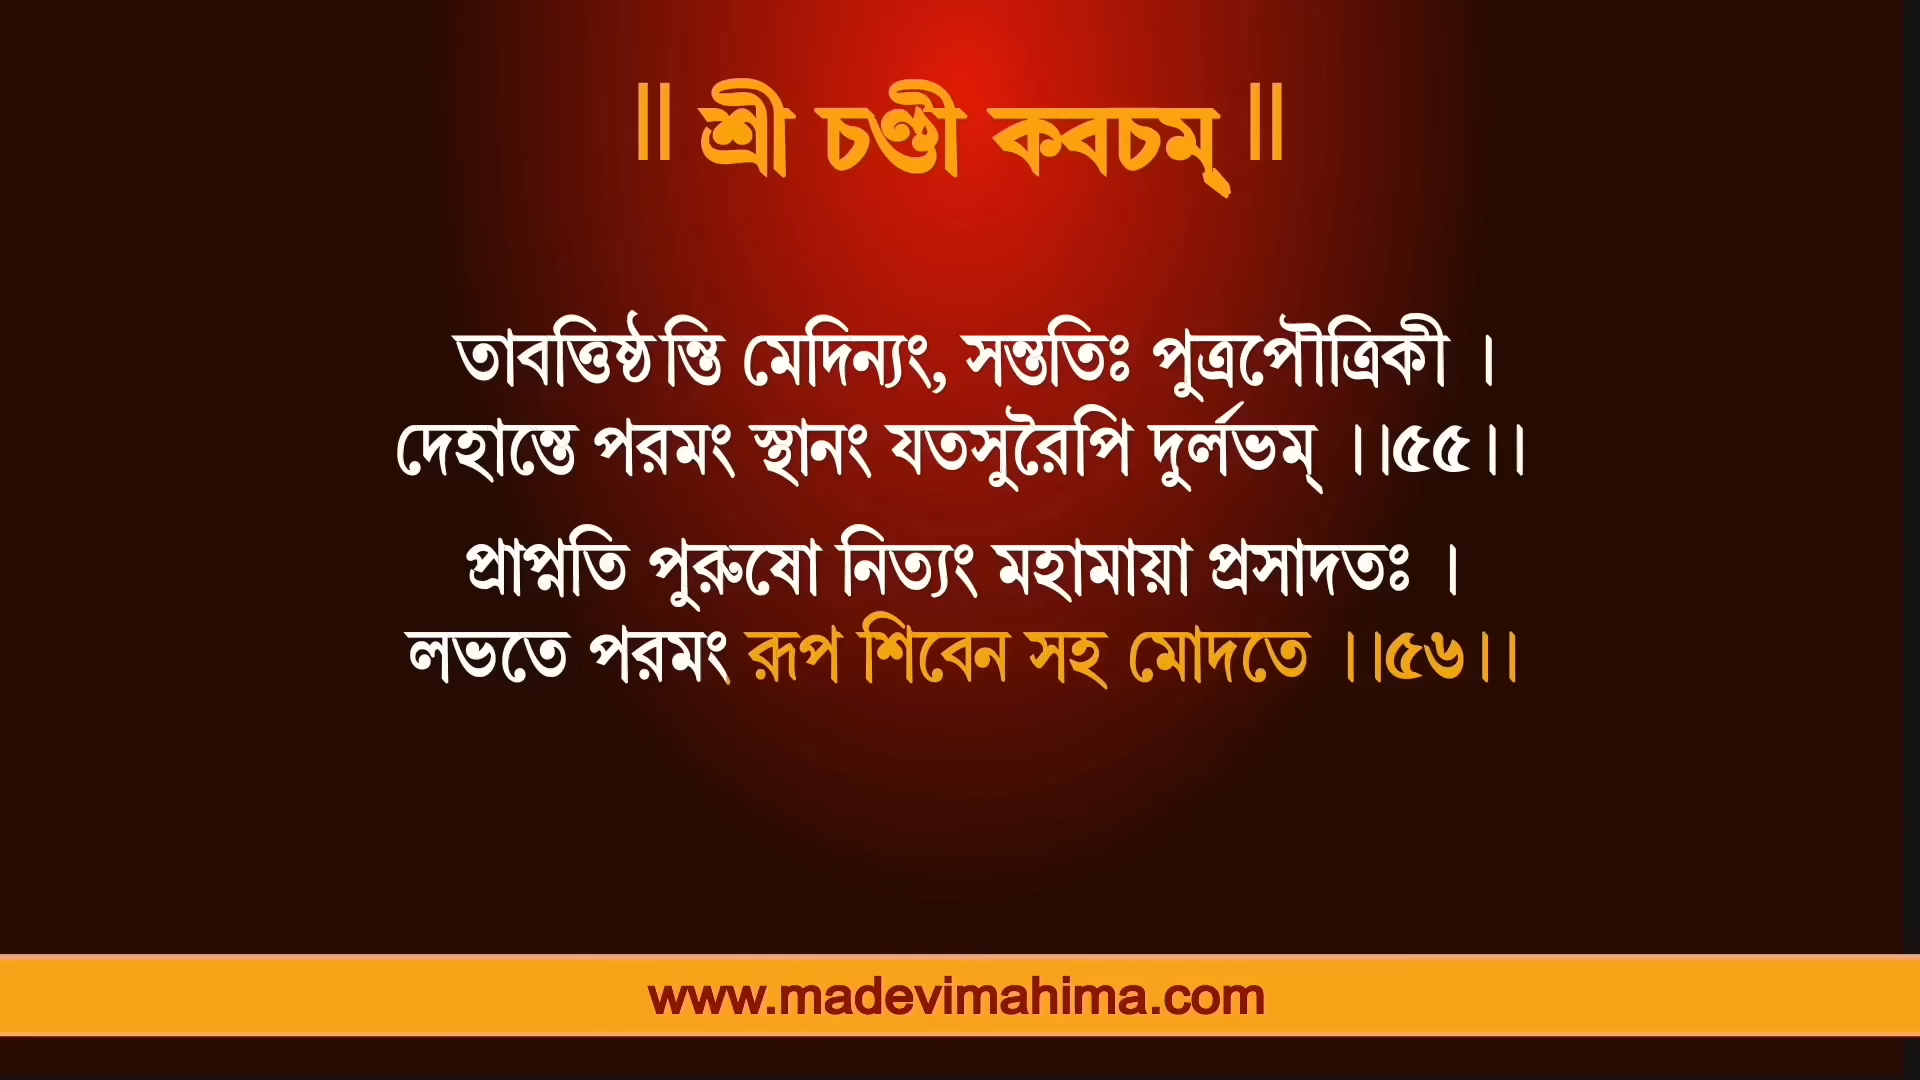 ॥ শ্রী চণ্ডী কবচম্ ॥
তাবত্তিষ্ঠন্তি মেদিন্যং, সন্ততিঃ পুত্রপৌত্রিকী ।
দেহান্তে পরমং স্থানং যতসুরৈপি দুর্লভম্ ।।৫৫।।
প্রাপ্নতি পুরুষো নিত্যং মহামায়া প্রসাদতঃ ।
লভতে পরমং রূপ শিবেন সহ মোদতে ।।৫৬।।
www.madevimahima.com